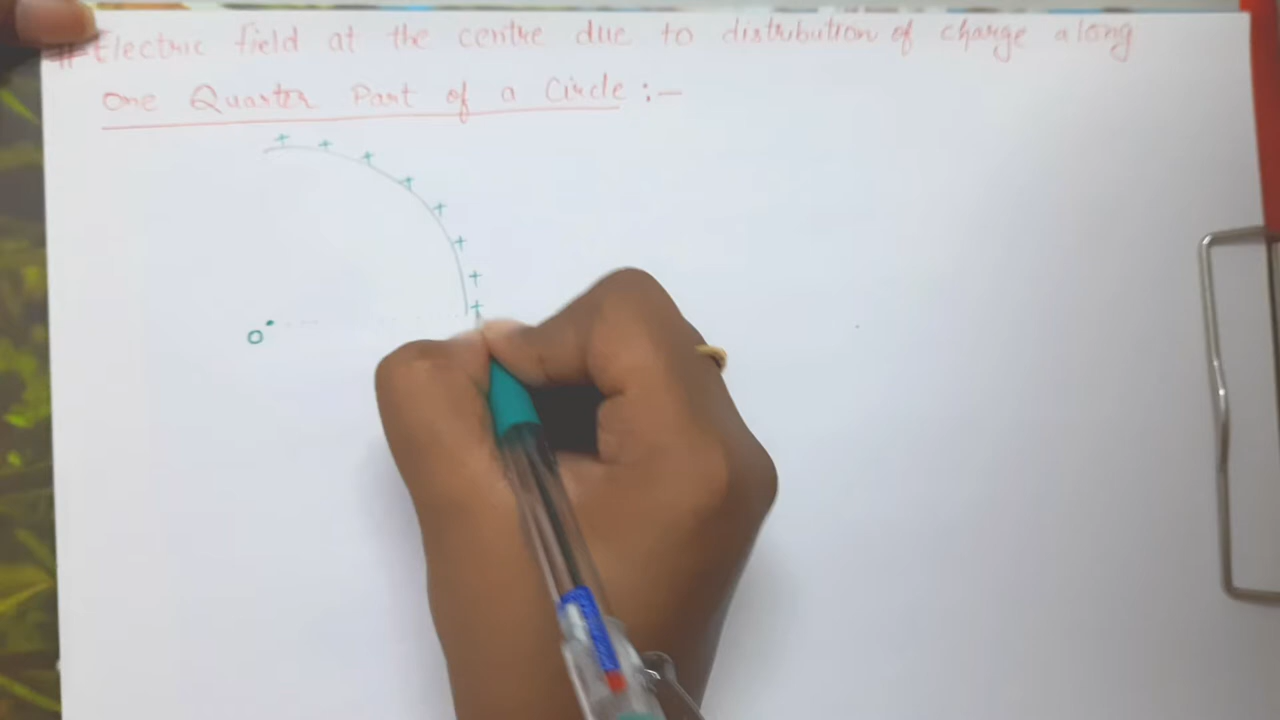 # Electric field at the centre due to distribution of charge along
One Quarter Part of a Circle :-
+ + + + + + + +
O